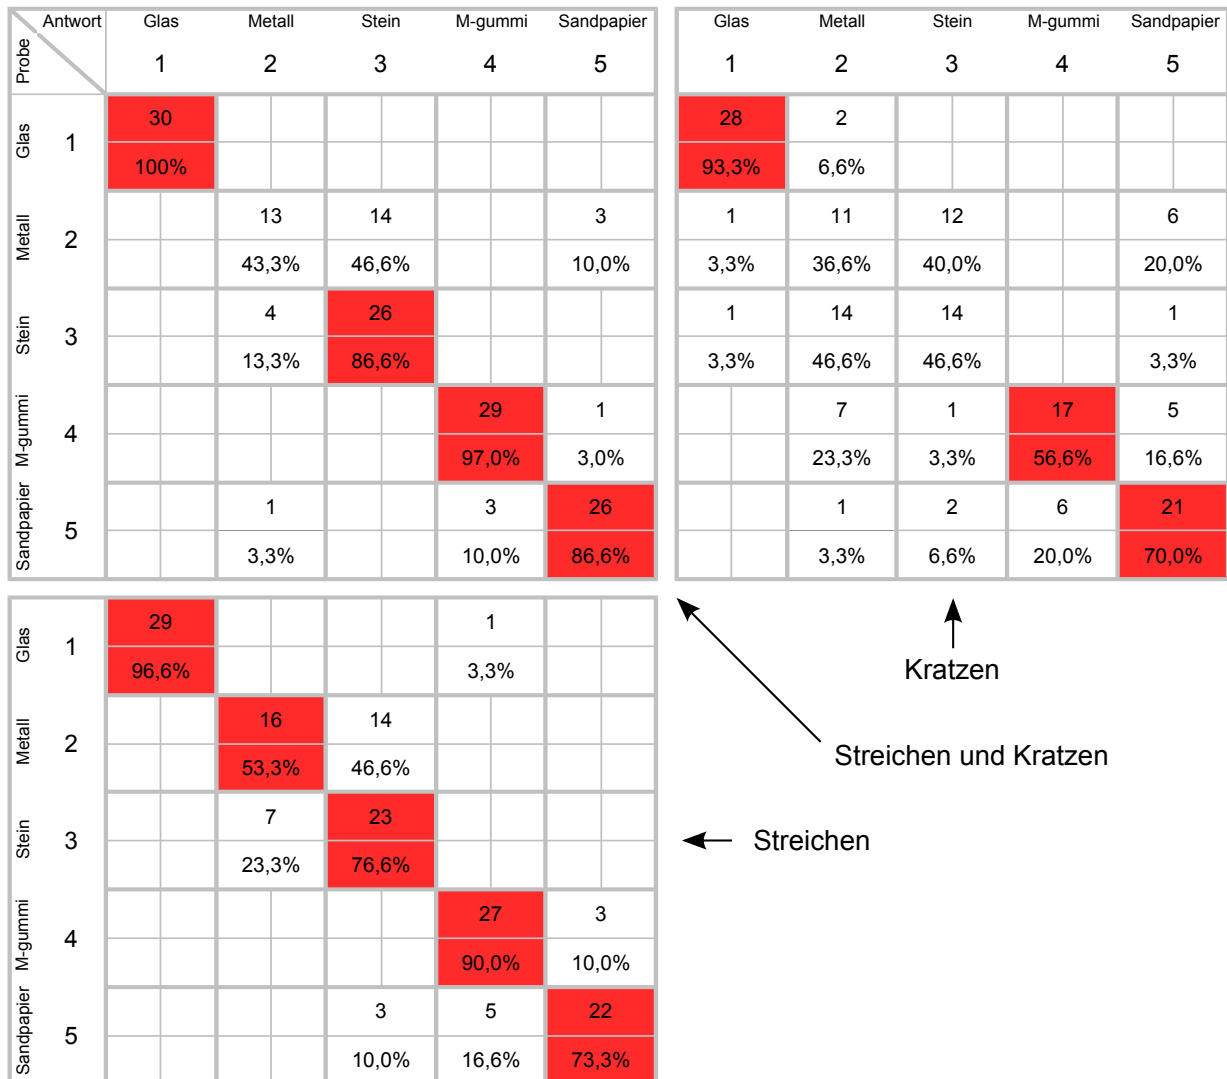 Antwort Glas Metall Stein M-gummi Sandpapier
Probe 1 2 3 4 5
Glas 1 30
100%
Metall 2 13 14 3
43,3% 46,6% 10,0%
Stein 3 4 26
13,3% 86,6%
M-gummi 4 29 1
97,0% 3,0%
Sandpapier 5 1 3 26
3,3% 10,0% 86,6%
Glas Metall Stein M-gummi Sandpapier
1 2 3 4 5
28 2
93,3% 6,6%
1 11 12 6
3,3% 36,6% 40,0% 20,0%
1 14 14 1
3,3% 46,6% 46,6% 3,3%
7 1 17 5
23,3% 3,3% 56,6% 16,6%
1 2 6 21
3,3% 6,6% 20,0% 70,0%
Glas 1 29 1
96,6% 3,3%
Metall 2 16 14
53,3% 46,6%
Stein 3 7 23
23,3% 76,6%
M-gummi 4 27 3
90,0% 10,0%
Sandpapier 5 3 5 22
10,0% 16,6% 73,3%
Kratzen
Streichen und Kratzen
Streichen